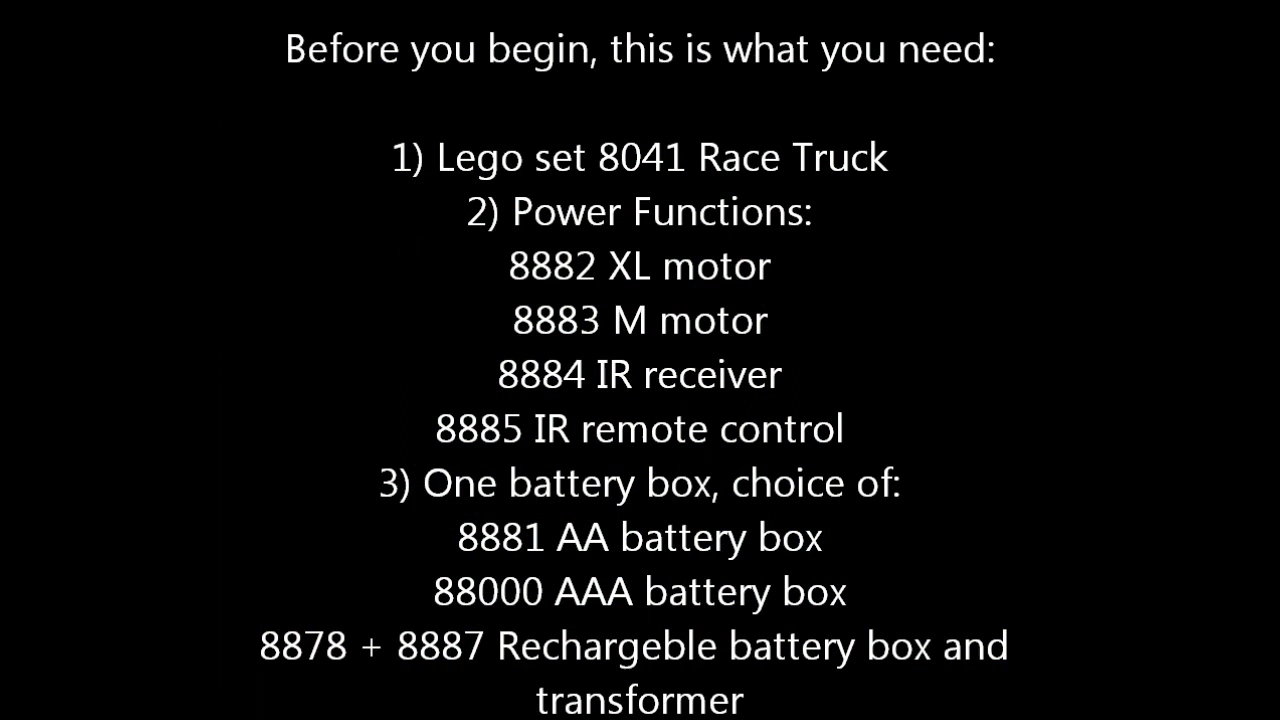 Before you begin, this is what you need:
1) Lego set 8041 Race Truck
2) Power Functions:
8882 XL motor
8883 M motor
8884 IR receiver
8885 IR remote control
3) One battery box, choice of:
8881 AA battery box
88000 AAA battery box
8878 + 8887 Rechargeble battery box and
transformer